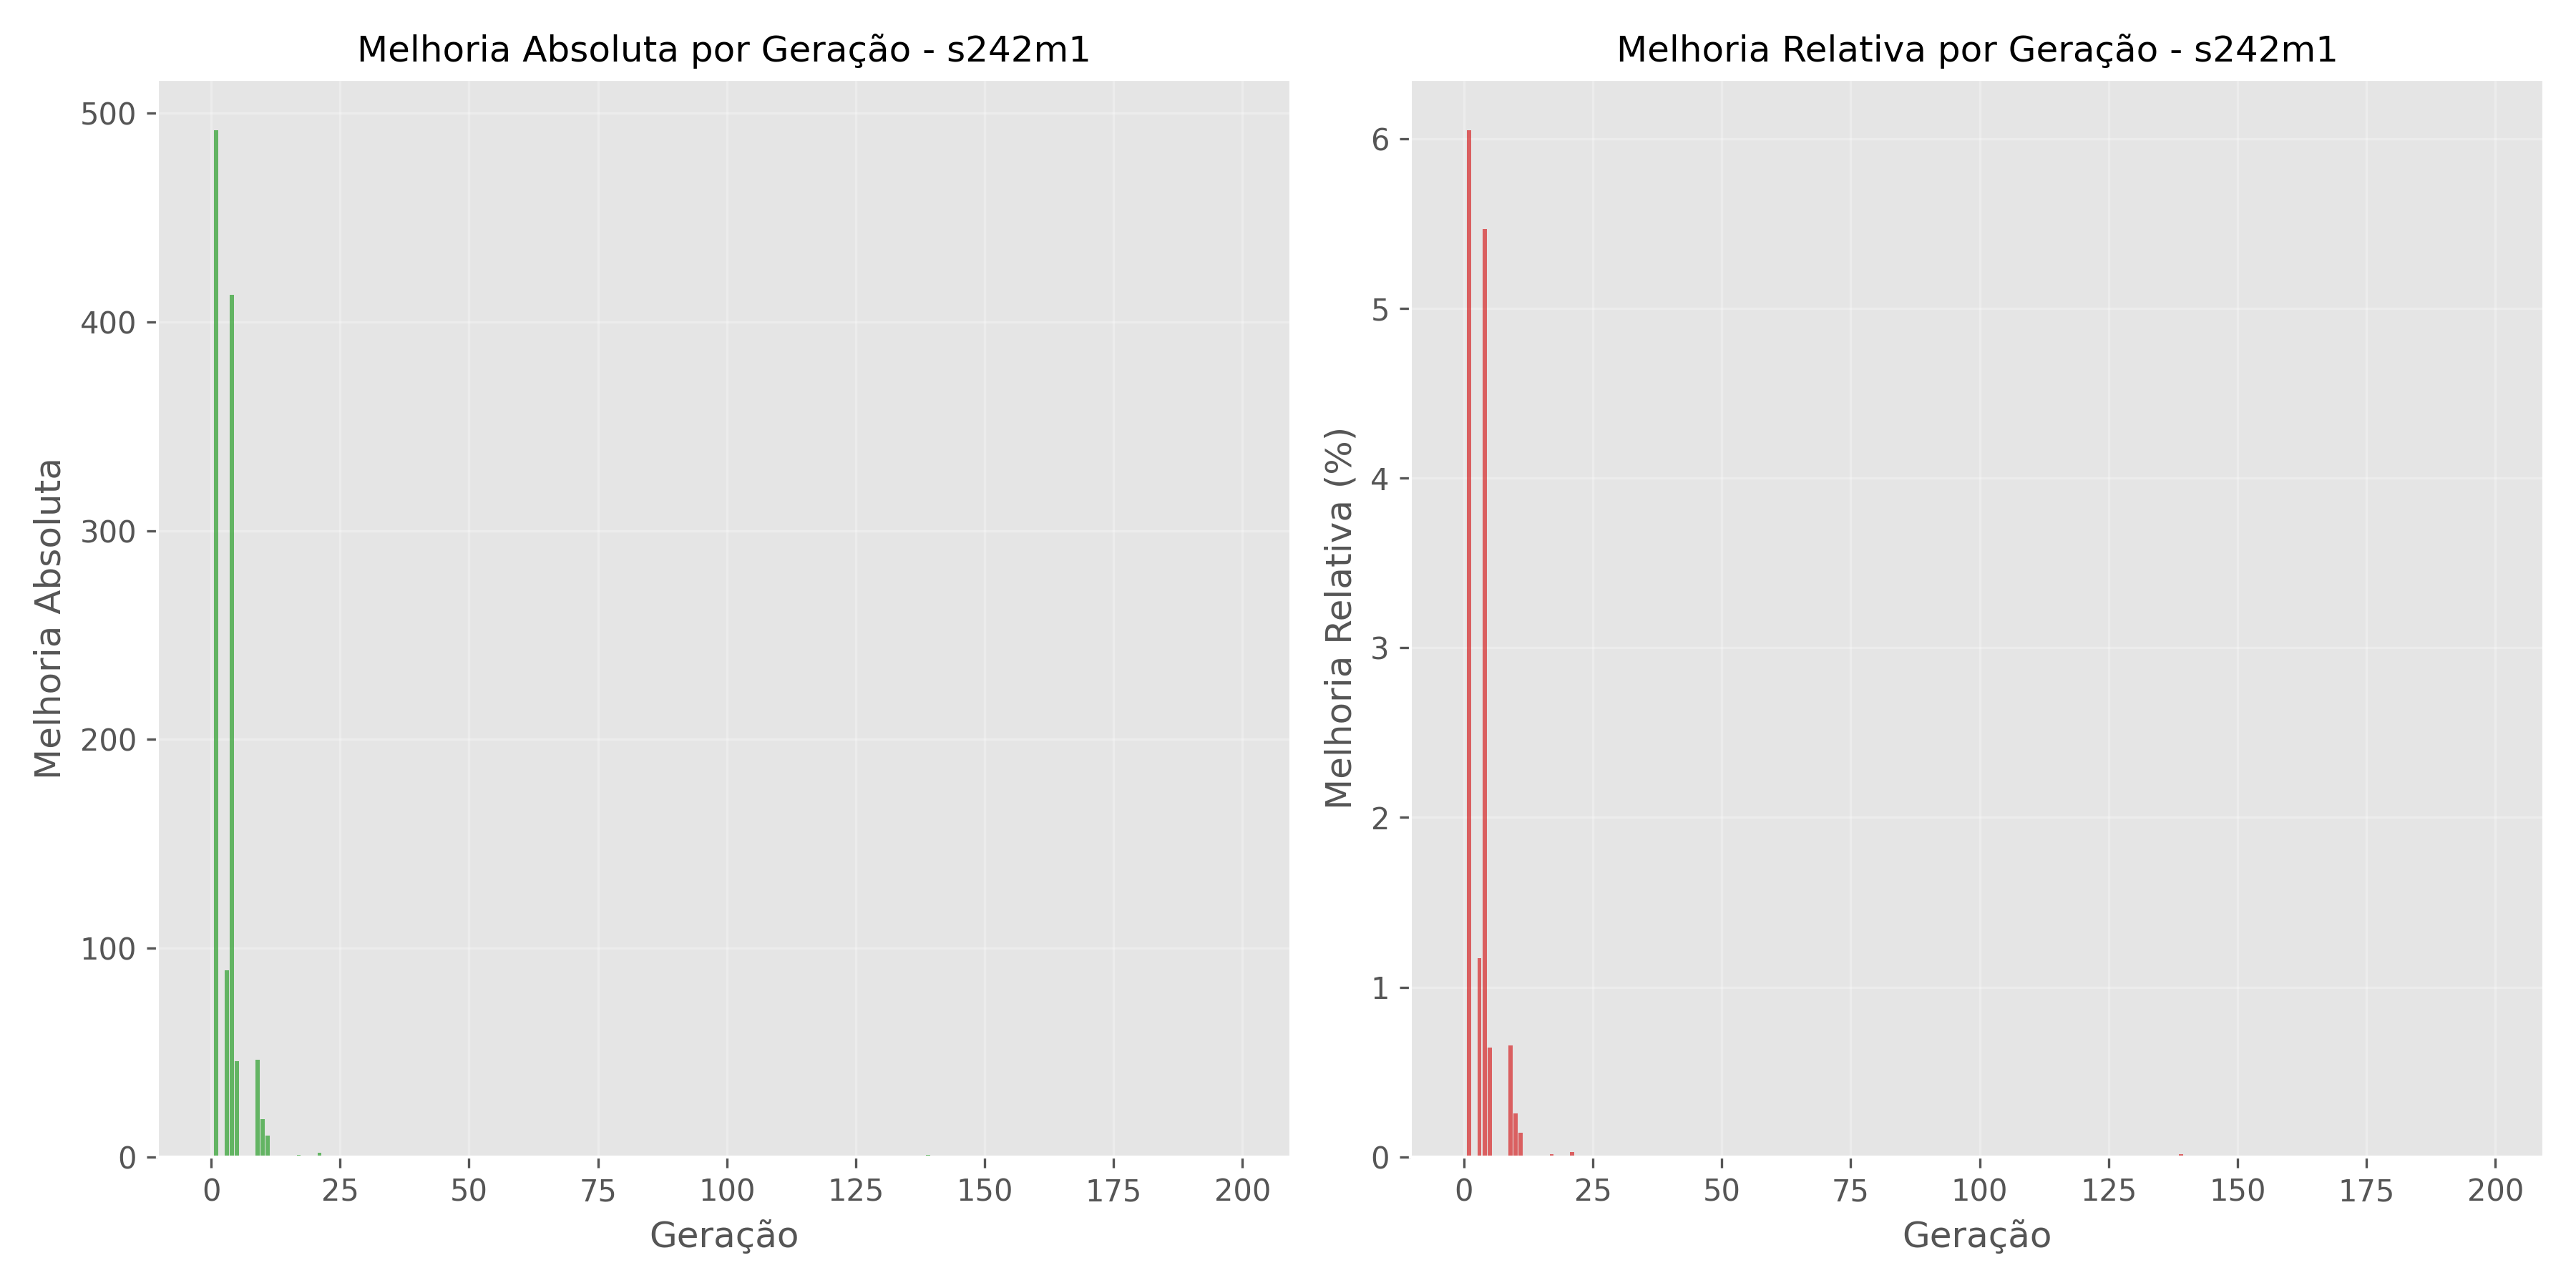 Melhoria Absoluta por Geração - s242m1
Melhoria Absoluta
500
400
300
200
100
0
0 25 50 75 100 125 150 175 200
Geração
Melhoria Relativa por Geração - s242m1
Melhoria Relativa (%)
6
5
4
3
2
1
0
0 25 50 75 100 125 150 175 200
Geração